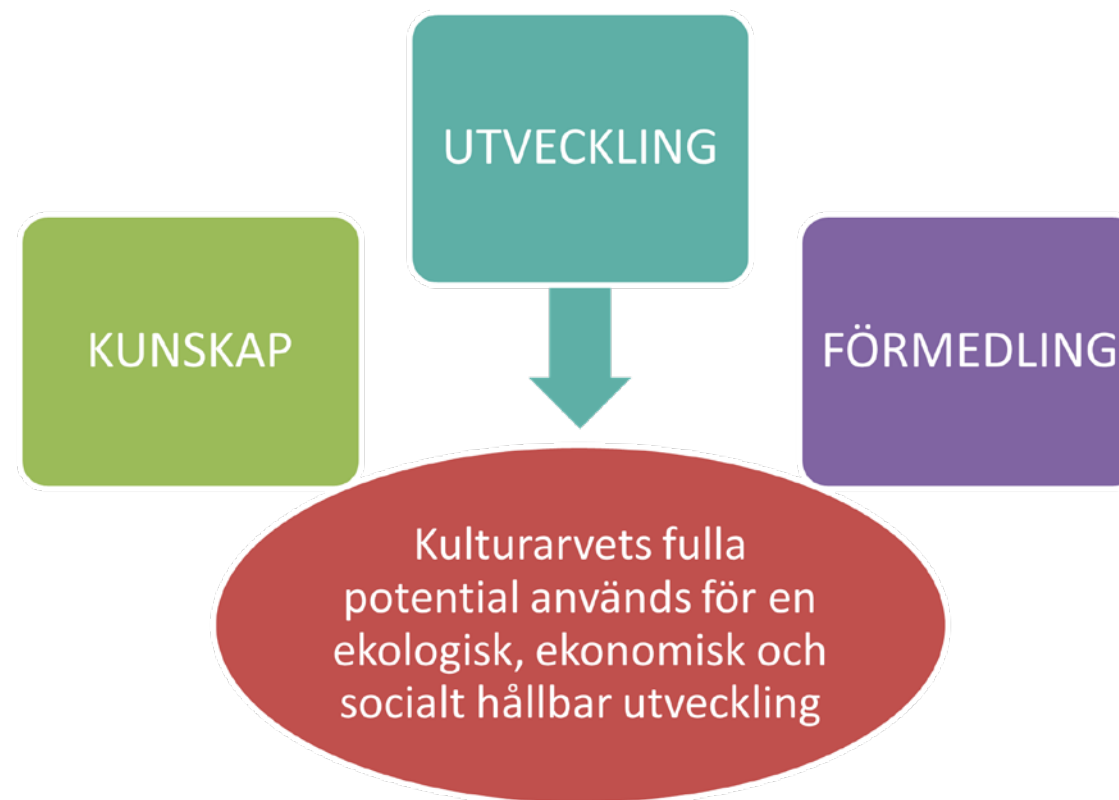 UTVECKLING
KUNSKAP
FÖRMEDLING
Kulturarvets fulla
potential används för en
ekologisk, ekonomisk och
socialt hållbar utveckling